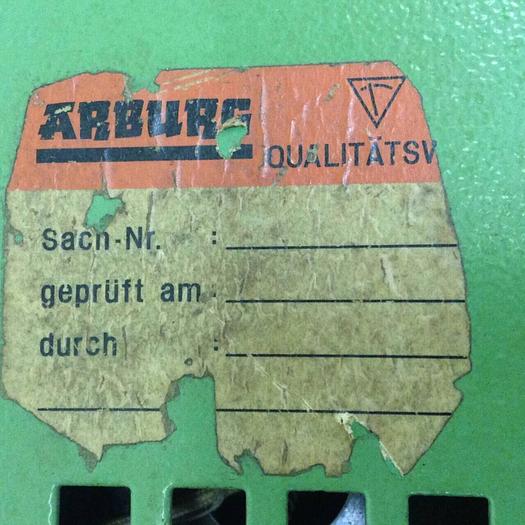 ARBURG
QUALITÄTSV
Sach-Nr. :
geprüft am :
durch :